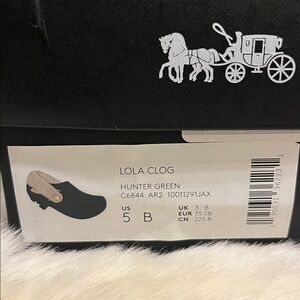 LOLA CLOG
HUNTER GREEN
C6844 AR2 10011291JAX
US
5 B
UK 3 B
EUR 35.5B
CN 225 B